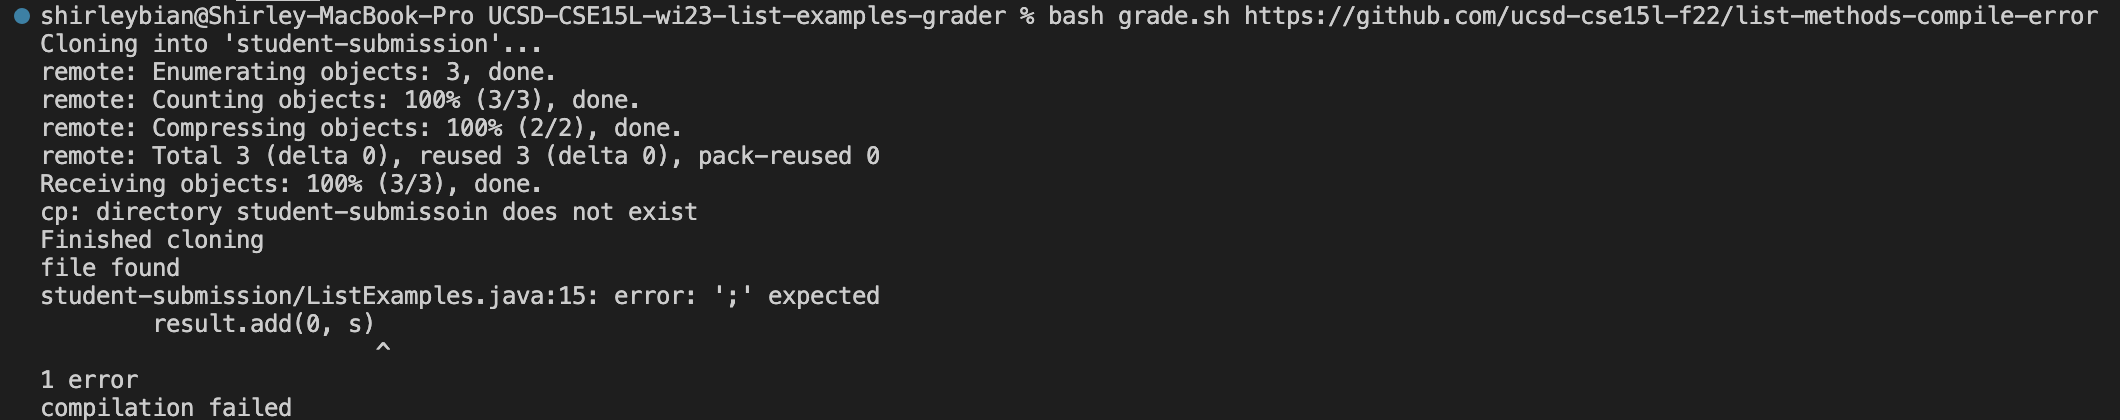 shirleybian@Shirley-MacBook-Pro UCSD-CSE15L-wi23-list-examples-grader % bash grade.sh https://github.com/ucsd-cse15l-f22/list-methods-compile-error
Cloning into 'student-submission'...
remote: Enumerating objects: 3, done.
remote: Counting objects: 100% (3/3), done.
remote: Compressing objects: 100% (2/2), done.
remote: Total 3 (delta 0), reused 3 (delta 0), pack-reused 0
Receiving objects: 100% (3/3), done.
cp: directory student-submissoin does not exist
Finished cloning
file found
student-submission/ListExamples.java:15: error: ';' expected
        result.add(0, s)
                        ^
1 error
compilation failed